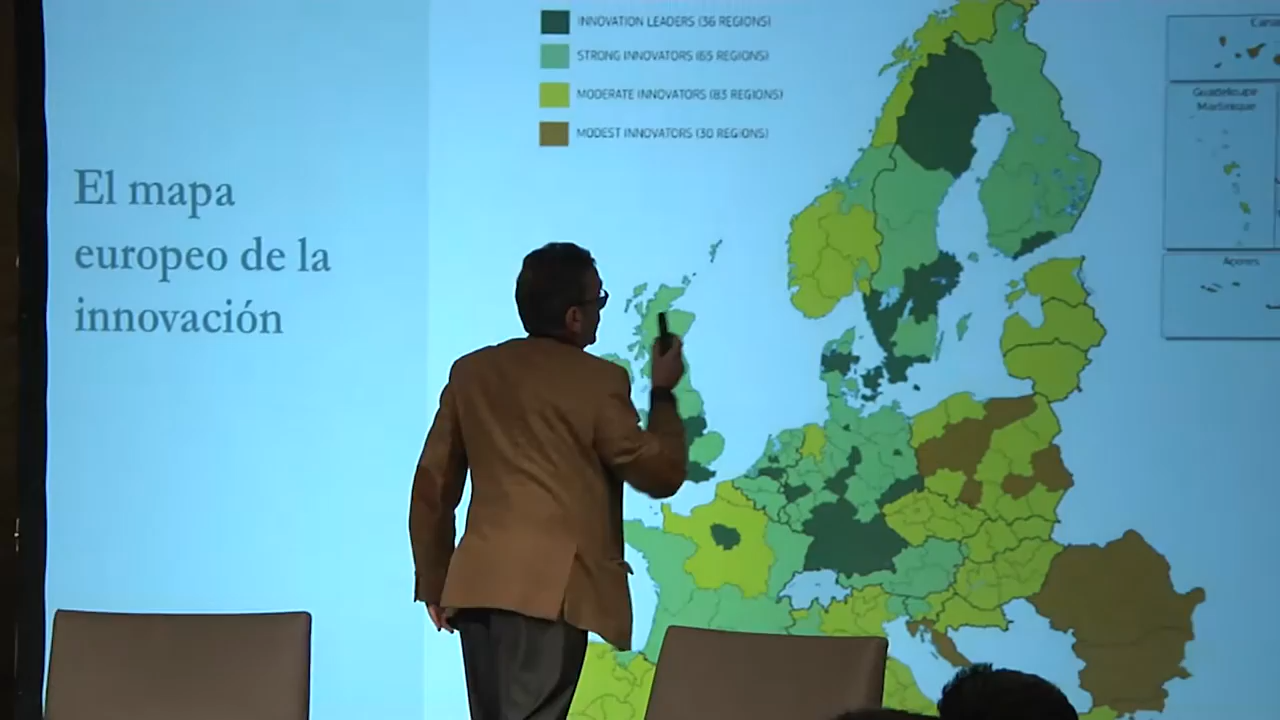 El mapa
europeo de la
innovación
INNOVATION LEADERS (36 REGIONS)
STRONG INNOVATORS (65 REGIONS)
MODERATE INNOVATORS (83 REGIONS)
MODEST INNOVATORS (30 REGIONS)
Guadeloupe
Martinique
Açores